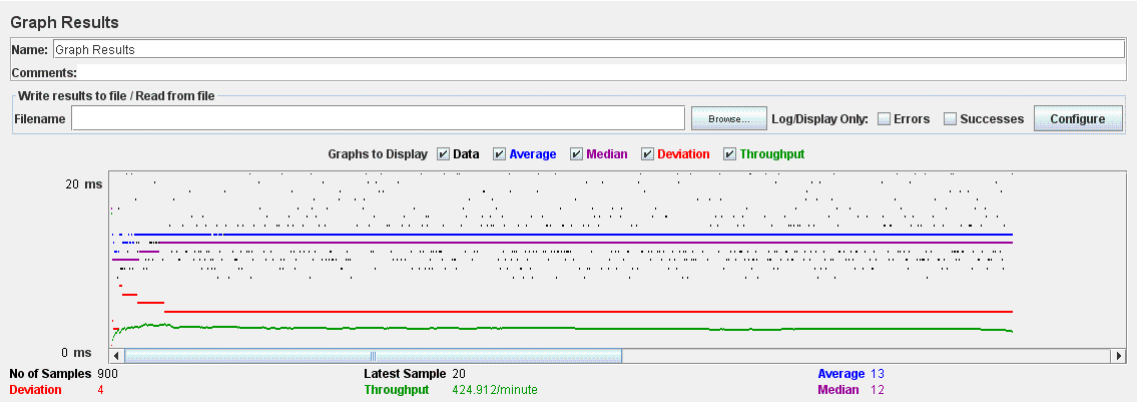 Graph Results
Name: Graph Results
Comments:
Write results to file / Read from file
Filename Browse... Log/Display Only: Errors Successes Configure
Graphs to Display Data Average Median Deviation Throughput
20 ms
0 ms
No of Samples 900 Latest Sample 20 Average 13
Deviation 4 Throughput 424.912/minute Median 12